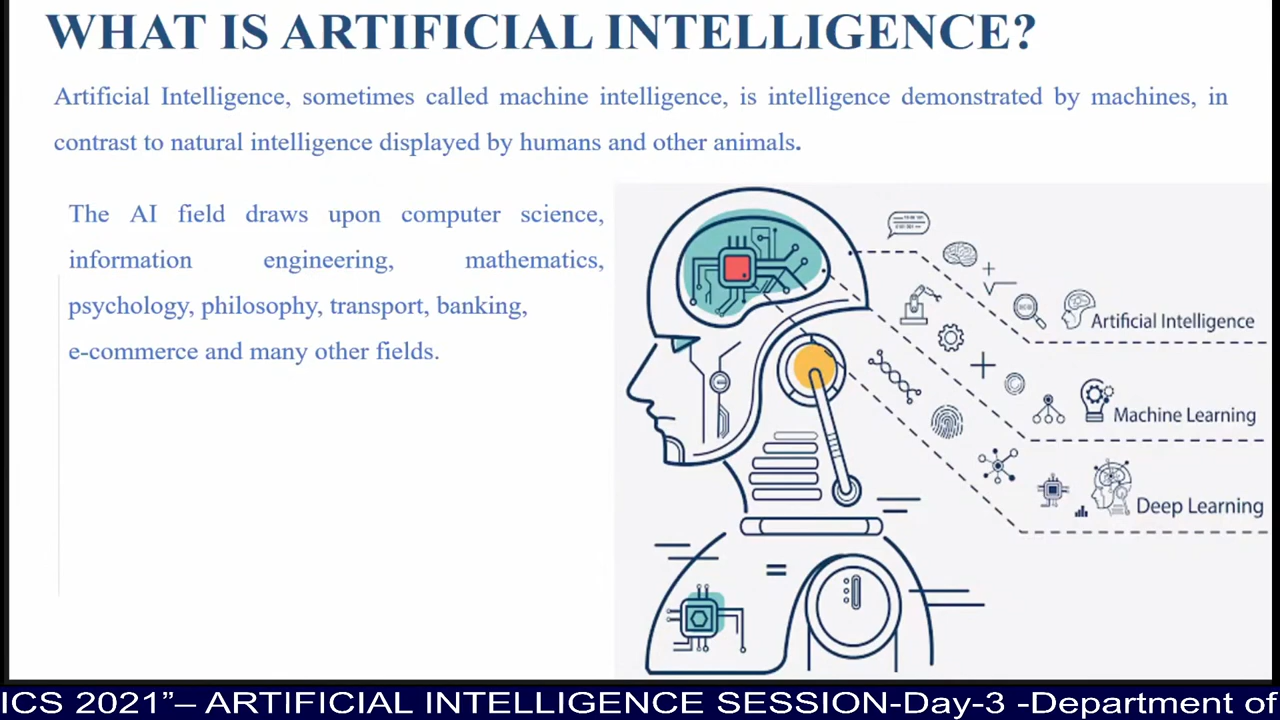 WHAT IS ARTIFICIAL INTELLIGENCE?
Artificial Intelligence, sometimes called machine intelligence, is intelligence demonstrated by machines, in
contrast to natural intelligence displayed by humans and other animals.
The AI field draws upon computer science,
information engineering, mathematics,
psychology, philosophy, transport, banking,
e-commerce and many other fields.
Artificial Intelligence
Machine Learning
Deep Learning
ICS 2021”– ARTIFICIAL INTELLIGENCE SESSION-Day-3 -Department of